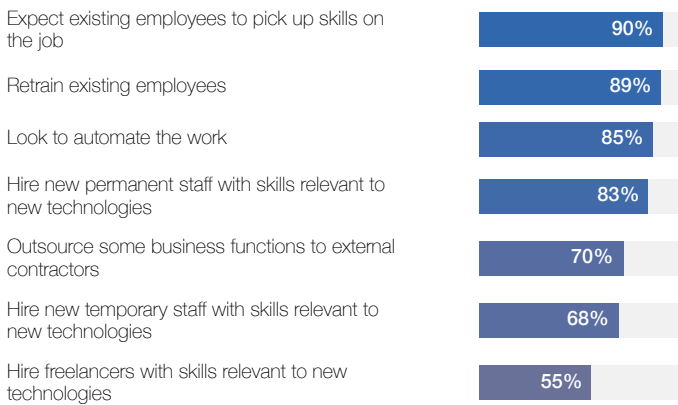 Expect existing employees to pick up skills on
the job
90%
Retrain existing employees
89%
Look to automate the work
85%
Hire new permanent staff with skills relevant to
new technologies
83%
Outsource some business functions to external
contractors
70%
Hire new temporary staff with skills relevant to
new technologies
68%
Hire freelancers with skills relevant to new
technologies
55%